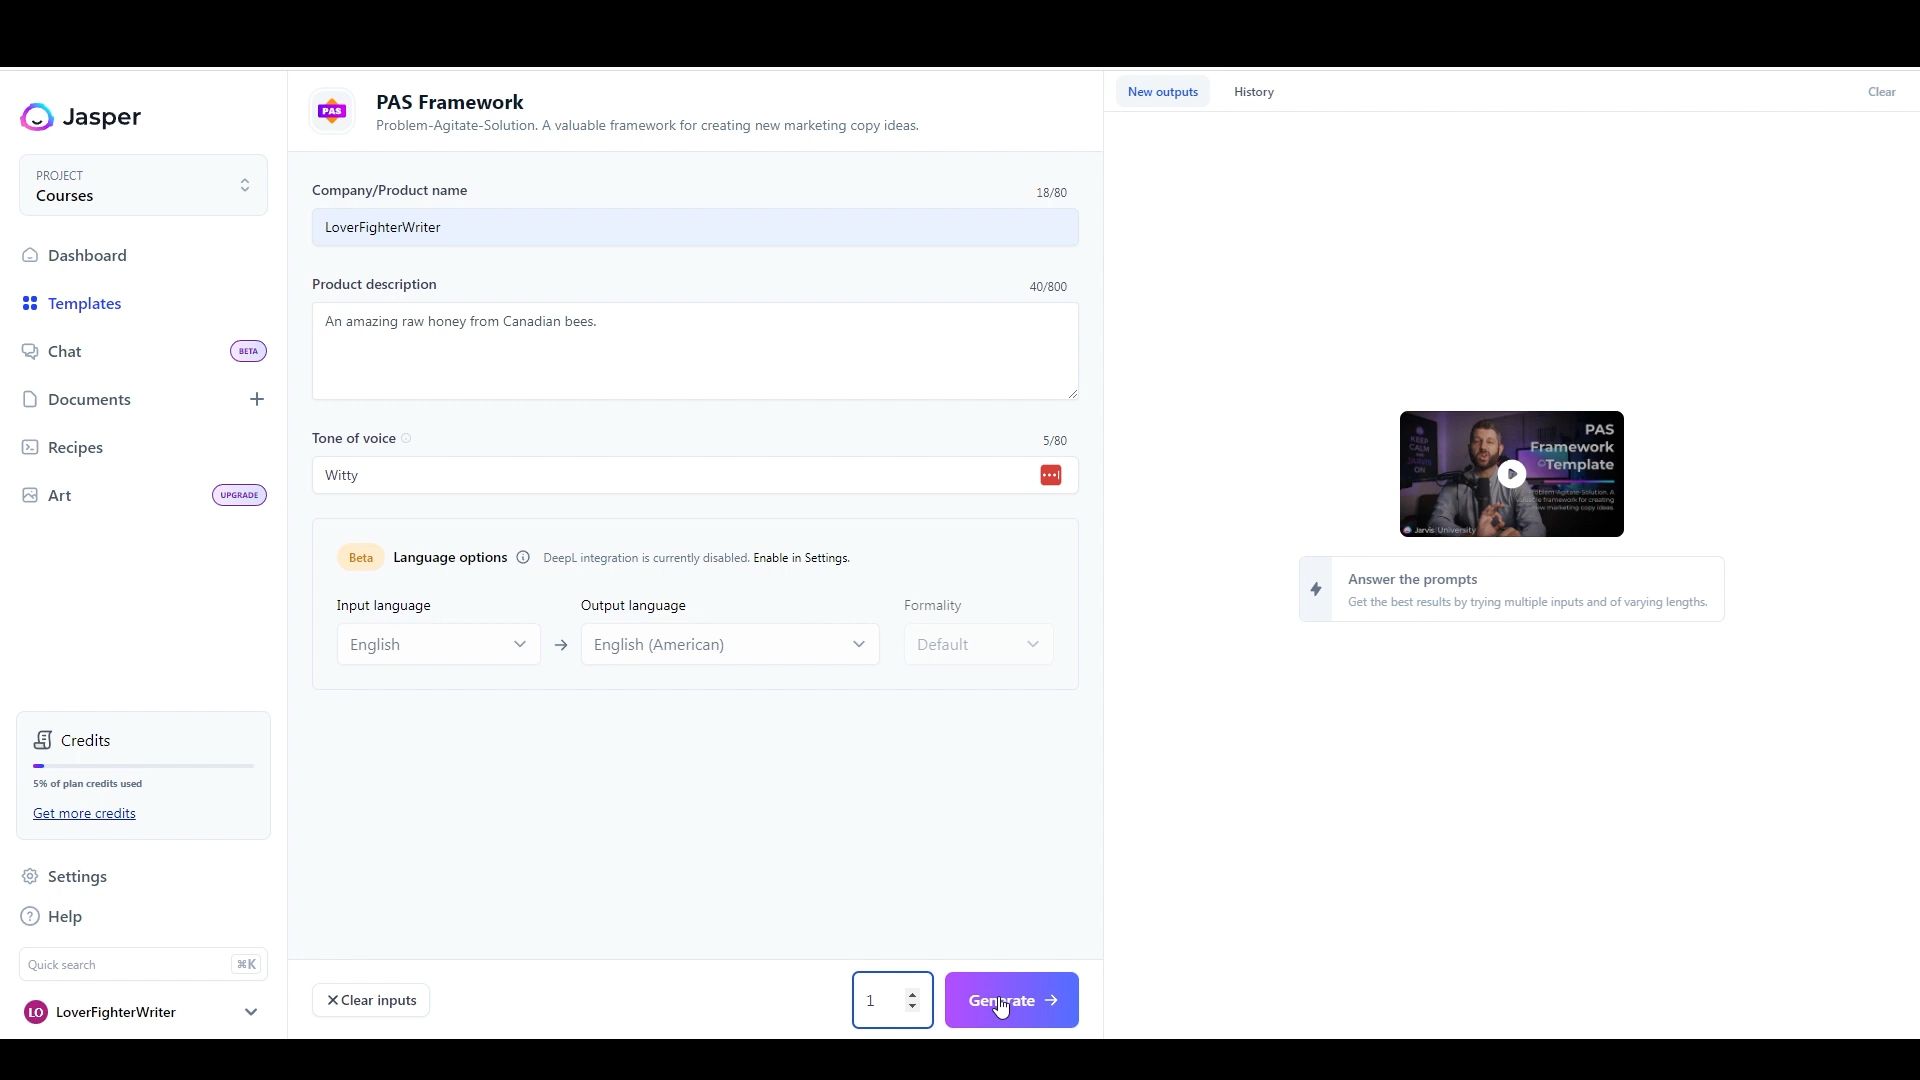 Jasper
PROJECT
Courses
Dashboard
Templates
Chat
BETA
Documents
Recipes
Art
UPGRADE
Credits
5% of plan credits used
Get more credits
Settings
Help
Quick search
⌘K
LO
LoverFighterWriter
PAS
PAS Framework
Problem-Agitate-Solution. A valuable framework for creating new marketing copy ideas.
Company/Product name
18/80
LoverFighterWriter
Product description
40/800
An amazing raw honey from Canadian bees.
Tone of voice
5/80
Witty
Beta
Language options
DeepL integration is currently disabled. Enable in Settings.
Input language
Output language
Formality
English
English (American)
Default
Clear inputs
1
Generate
New outputs
History
Clear
KEEP
CALM
ON
PAS
Framework
Template
Problem-Agitate-Solution. A
valuable framework for creating
new marketing copy ideas.
Jarvis University
Answer the prompts
Get the best results by trying multiple inputs and of varying lengths.